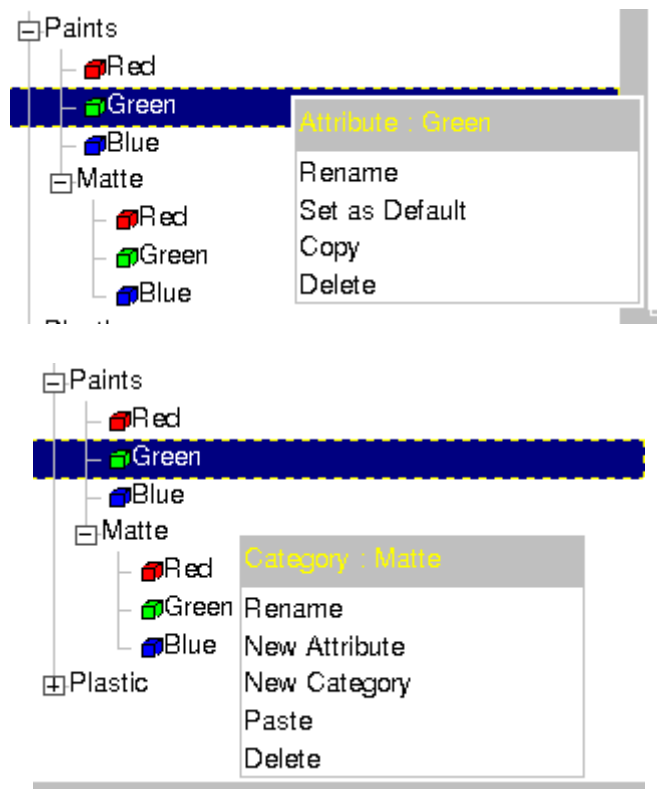 Paints
Red
Green
Attribute : Green
Blue
Matte
Rename
Red
Set as Default
Green
Copy
Blue
Delete
Paints
Red
Green
Blue
Matte
Red
Category : Matte
Green
Rename
Blue
New Attribute
Plastic
New Category
Paste
Delete